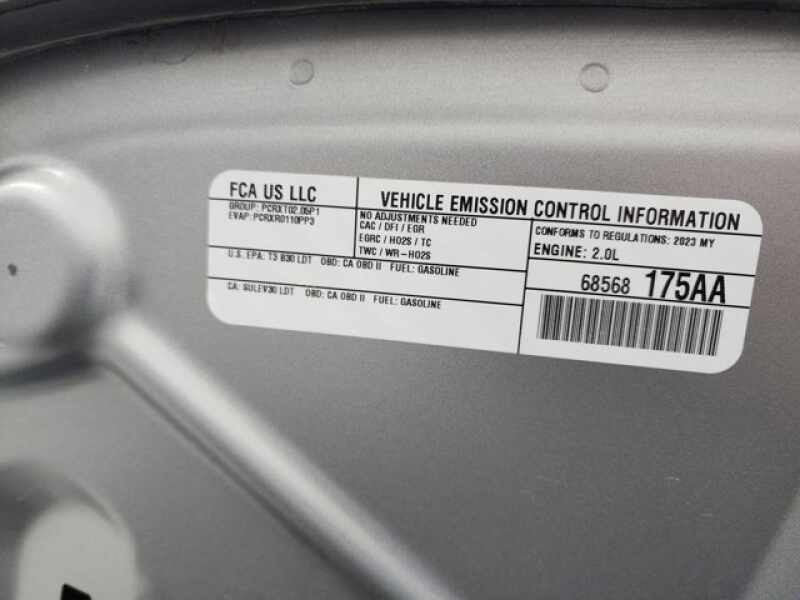 FCA US LLC
GROUP: PCRXT02.05P1
EVAP: PCRXR0110PP3
VEHICLE EMISSION CONTROL INFORMATION
NO ADJUSTMENTS NEEDED
CAC / DFI / EGR
EGRC / HO2S / TC
TWC / WR-HO2S
CONFORMS TO REGULATIONS: 2023 MY
ENGINE: 2.0L
U.S. EPA: T3 B30 LDT OBD: CA OBD II FUEL: GASOLINE
CA: SULEV30 LDT OBD: CA OBD II FUEL: GASOLINE
68568 175AA